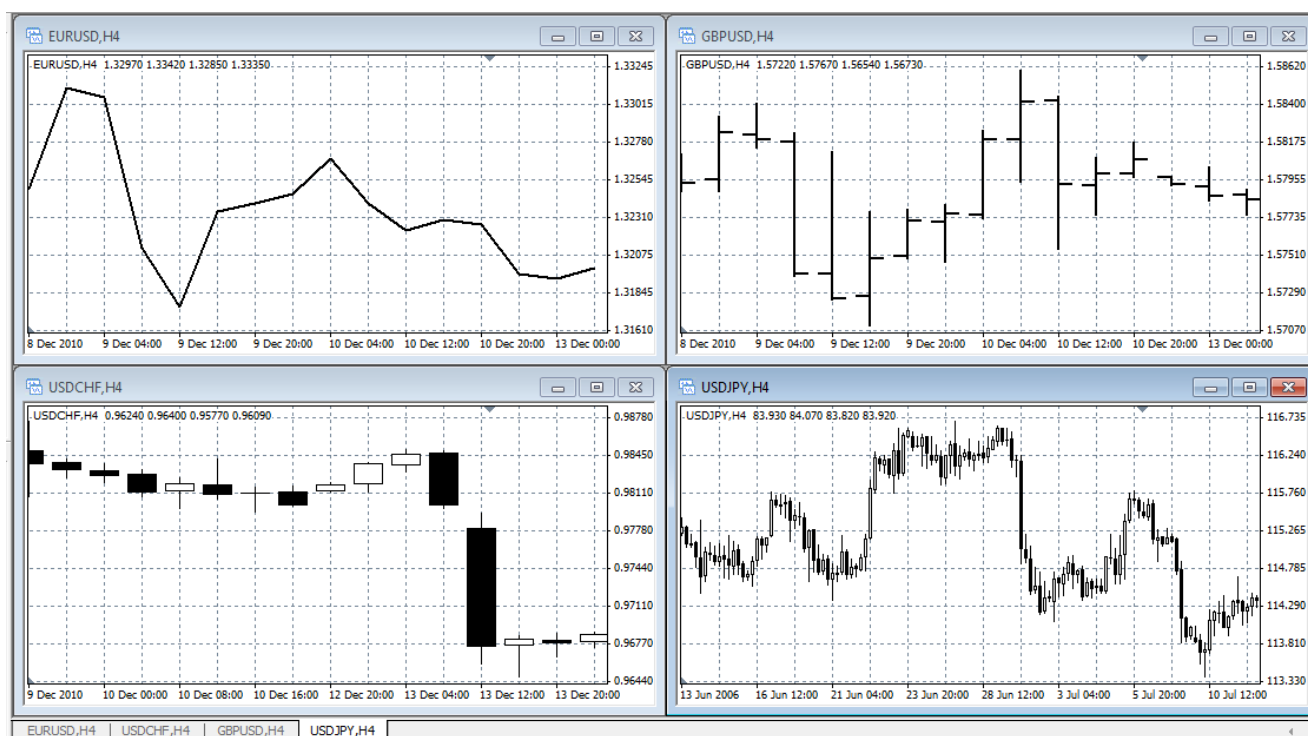 EURUSD,H4
EURUSD,H4 1.32970 1.33420 1.32850 1.33350
1.33245
1.33015
1.32780
1.32545
1.32310
1.32075
1.31845
1.31610
8 Dec 2010 9 Dec 04:00 9 Dec 12:00 9 Dec 20:00 10 Dec 04:00 10 Dec 12:00 10 Dec 20:00 13 Dec 00:00
GBPUSD,H4
GBPUSD,H4 1.57220 1.57670 1.56540 1.56730
1.58620
1.58400
1.58175
1.57955
1.57735
1.57510
1.57290
1.57070
8 Dec 2010 9 Dec 04:00 9 Dec 12:00 9 Dec 20:00 10 Dec 04:00 10 Dec 12:00 10 Dec 20:00 13 Dec 00:00
USDCHF,H4
USDCHF,H4 0.96240 0.96400 0.95770 0.96090
0.98780
0.98450
0.98110
0.97780
0.97440
0.97110
0.96770
0.96440
9 Dec 2010 10 Dec 00:00 10 Dec 08:00 10 Dec 16:00 12 Dec 20:00 13 Dec 04:00 13 Dec 12:00 13 Dec 20:00
USDJPY,H4
USDJPY,H4 83.930 84.070 83.820 83.920
116.735
116.240
115.760
115.265
114.785
114.290
113.810
113.330
13 Jun 2006 16 Jun 12:00 21 Jun 04:00 23 Jun 20:00 28 Jun 12:00 3 Jul 04:00 5 Jul 20:00 10 Jul 12:00
EURUSD,H4 USDCHF,H4 GBPUSD,H4 USDJPY,H4